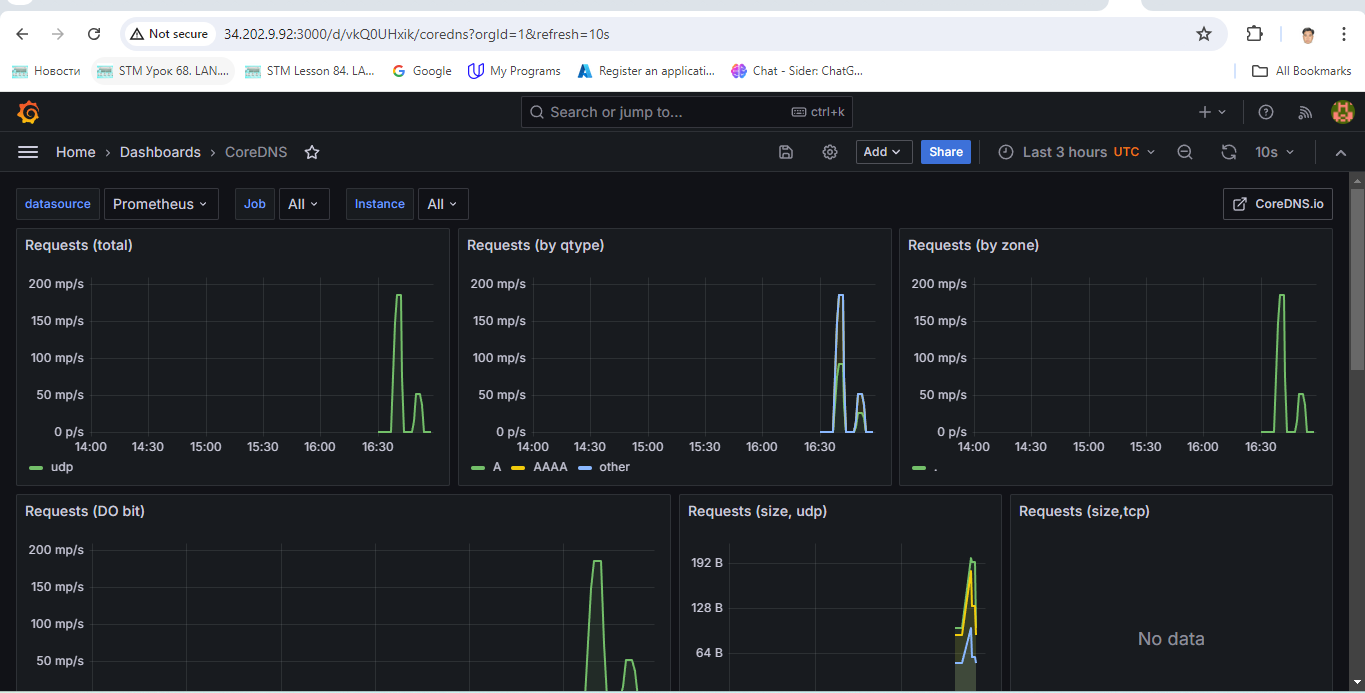 Not secure 34.202.9.92:3000/d/vkQ0UHxik/coredns?orgId=1&refresh=10s
Новости STM Урок 68. LAN.... STM Lesson 84. LA... Google My Programs Register an applicati... Chat - Sider: ChatG... All Bookmarks
Search or jump to... ctrl+k
Home › Dashboards › CoreDNS Add Share Last 3 hours UTC 10s
datasource Prometheus Job All Instance All CoreDNS.io
Requests (total)
200 mp/s
150 mp/s
100 mp/s
50 mp/s
0 p/s
14:00 14:30 15:00 15:30 16:00 16:30
udp
Requests (by qtype)
200 mp/s
150 mp/s
100 mp/s
50 mp/s
0 p/s
14:00 14:30 15:00 15:30 16:00 16:30
A AAAA other
Requests (by zone)
200 mp/s
150 mp/s
100 mp/s
50 mp/s
0 p/s
14:00 14:30 15:00 15:30 16:00 16:30
.
Requests (DO bit)
200 mp/s
150 mp/s
100 mp/s
50 mp/s
Requests (size, udp)
192 B
128 B
64 B
Requests (size,tcp)
No data